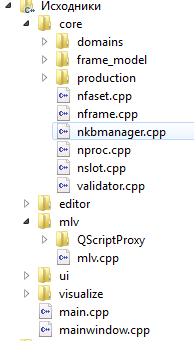 Исходники
core
domains
frame_model
production
nfaset.cpp
nframe.cpp
nkbmanager.cpp
nproc.cpp
nslot.cpp
validator.cpp
editor
mlv
QScriptProxy
mlv.cpp
ui
visualize
main.cpp
mainwindow.cpp